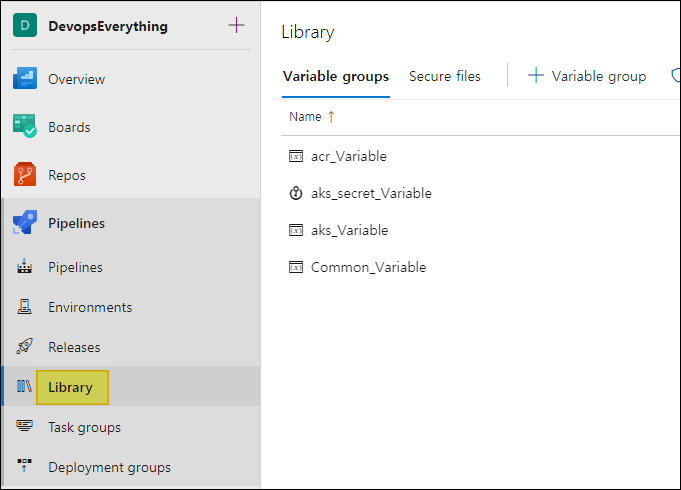 D DevopsEverything +
Overview
Boards
Repos
Pipelines
Pipelines
Environments
Releases
Library
Task groups
Deployment groups
Library
Variable groups Secure files + Variable group
Name ↑
acr_Variable
aks_secret_Variable
aks_Variable
Common_Variable